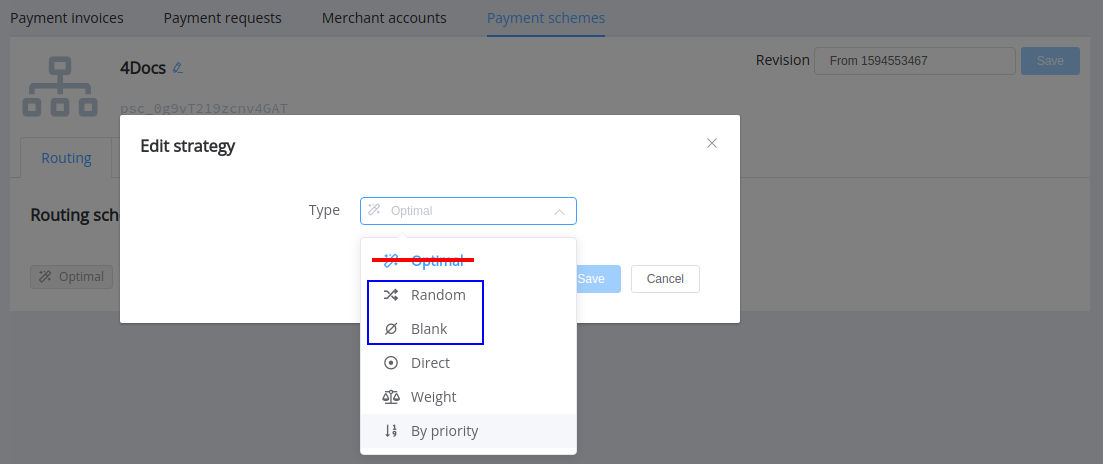 Payment invoices Payment requests Merchant accounts Payment schemes
4Docs
Revision From 1594553467 Save
psc_0g9vT219zcnv4GAT
Edit strategy
Routing
Type Optimal
Routing sch
Optimal
Optimal
Save Cancel
Random
Blank
Direct
Weight
By priority